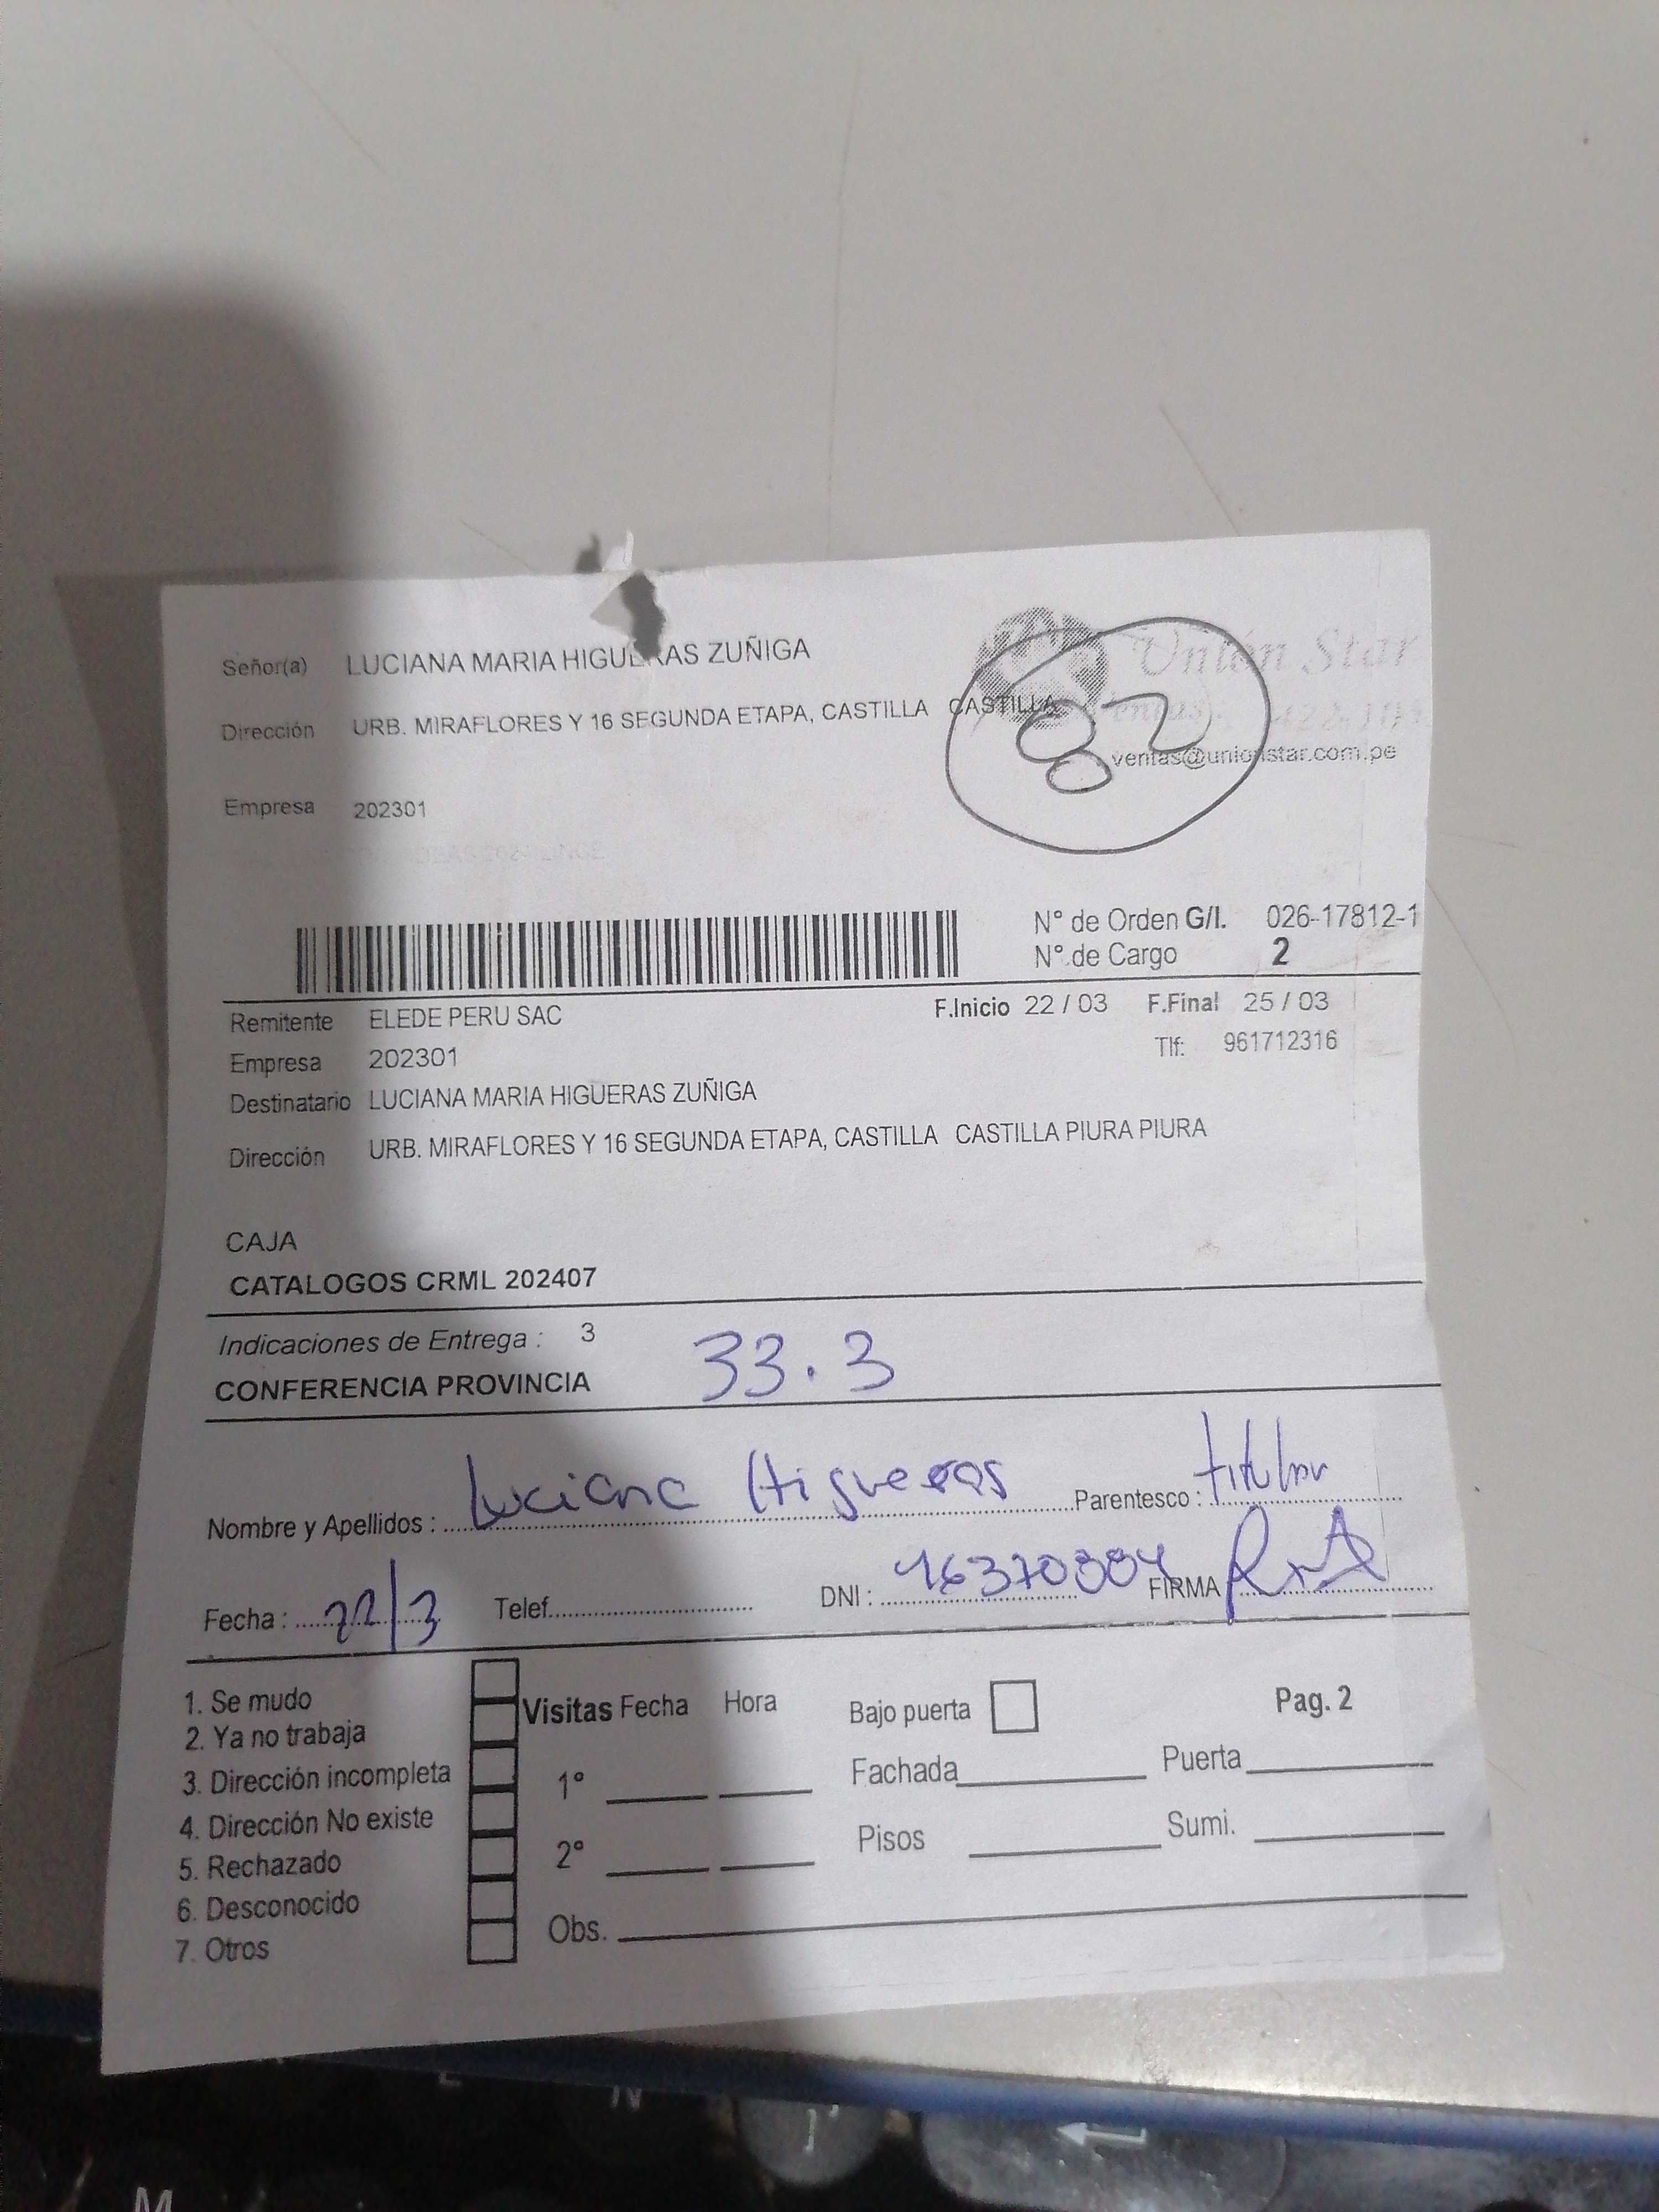 Señor(a) LUCIANA MARIA HIGUERAS ZUÑIGA
Unión Star
Dirección URB. MIRAFLORES Y 16 SEGUNDA ETAPA, CASTILLA CASTILLA
ventas@unionstar.com.pe
Empresa 202301
N° de Orden G/I. 026-17812-1
N° de Cargo 2
Remitente ELEDE PERU SAC F.Inicio 22 / 03 F.Final 25 / 03
Empresa 202301 Tlf: 961712316
Destinatario LUCIANA MARIA HIGUERAS ZUÑIGA
Dirección URB. MIRAFLORES Y 16 SEGUNDA ETAPA, CASTILLA CASTILLA PIURA PIURA
CAJA
CATALOGOS CRML 202407
Indicaciones de Entrega : 3
33.3
CONFERENCIA PROVINCIA
Nombre y Apellidos : Luciana Higueras Parentesco : titular
Fecha : 22/3 Telef. DNI : FIRMA
1. Se mudo
2. Ya no trabaja
3. Dirección incompleta
4. Dirección No existe
5. Rechazado
6. Desconocido
7. Otros
Visitas Fecha Hora Bajo puerta Pag. 2
1° Fachada Puerta
2° Pisos Sumi.
Obs.
N
M